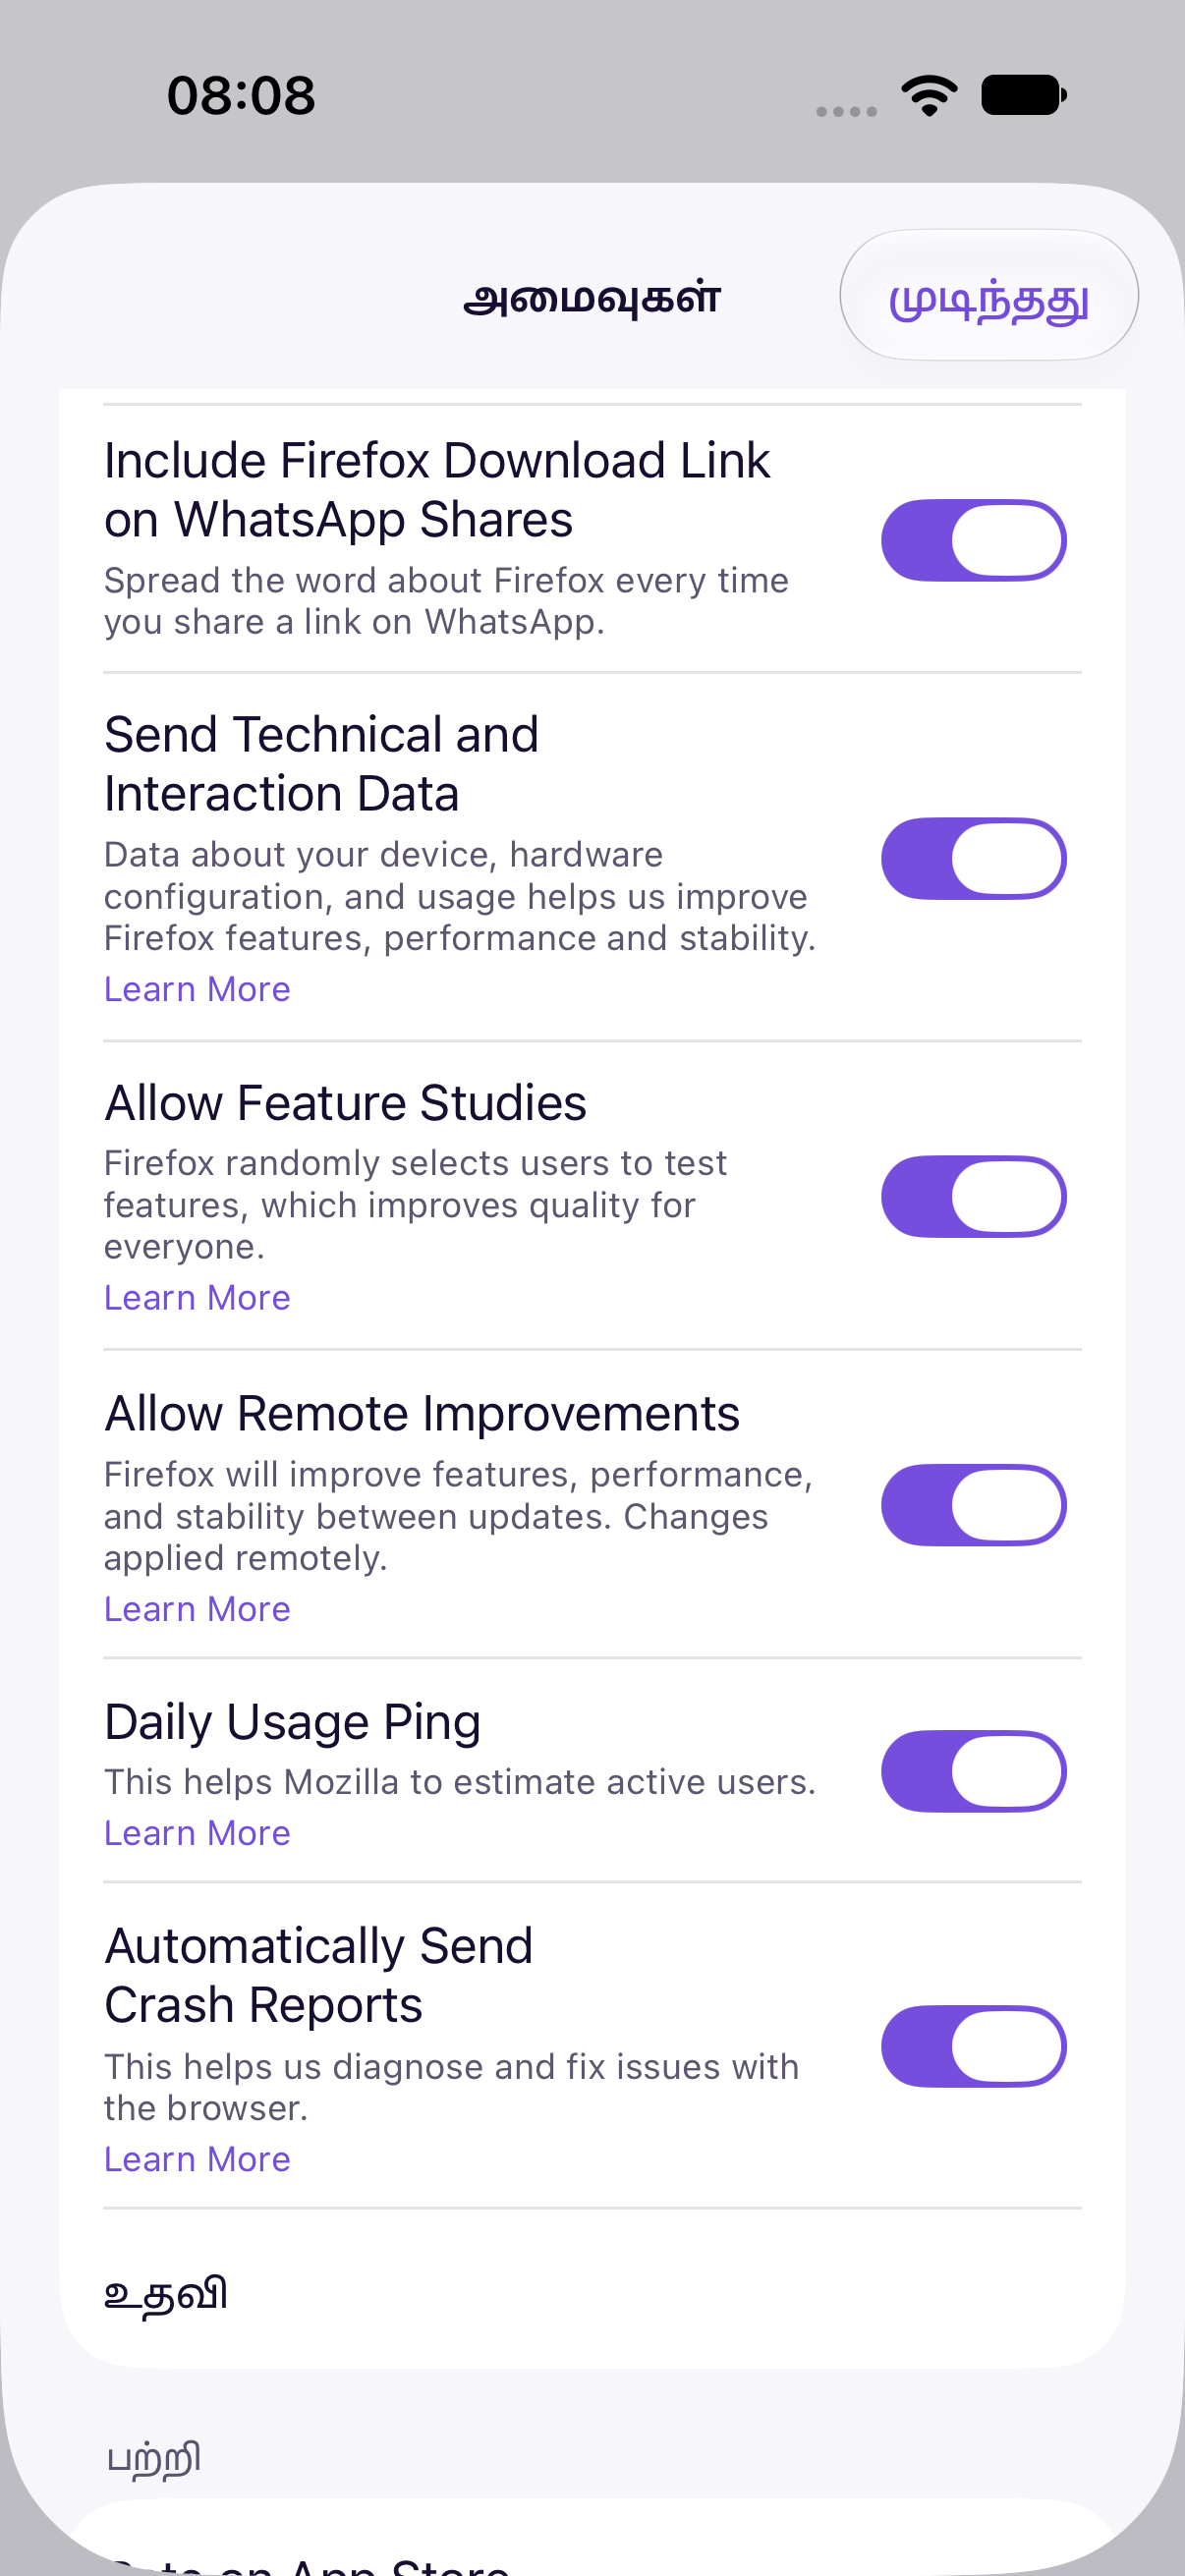 08:08
அமைவுகள்
முடிந்தது
Include Firefox Download Link
on WhatsApp Shares
Spread the word about Firefox every time
you share a link on WhatsApp.
Send Technical and
Interaction Data
Data about your device, hardware
configuration, and usage helps us improve
Firefox features, performance and stability.
Learn More
Allow Feature Studies
Firefox randomly selects users to test
features, which improves quality for
everyone.
Learn More
Allow Remote Improvements
Firefox will improve features, performance,
and stability between updates. Changes
applied remotely.
Learn More
Daily Usage Ping
This helps Mozilla to estimate active users.
Learn More
Automatically Send
Crash Reports
This helps us diagnose and fix issues with
the browser.
Learn More
உதவி
பற்றி
Rate on App Store